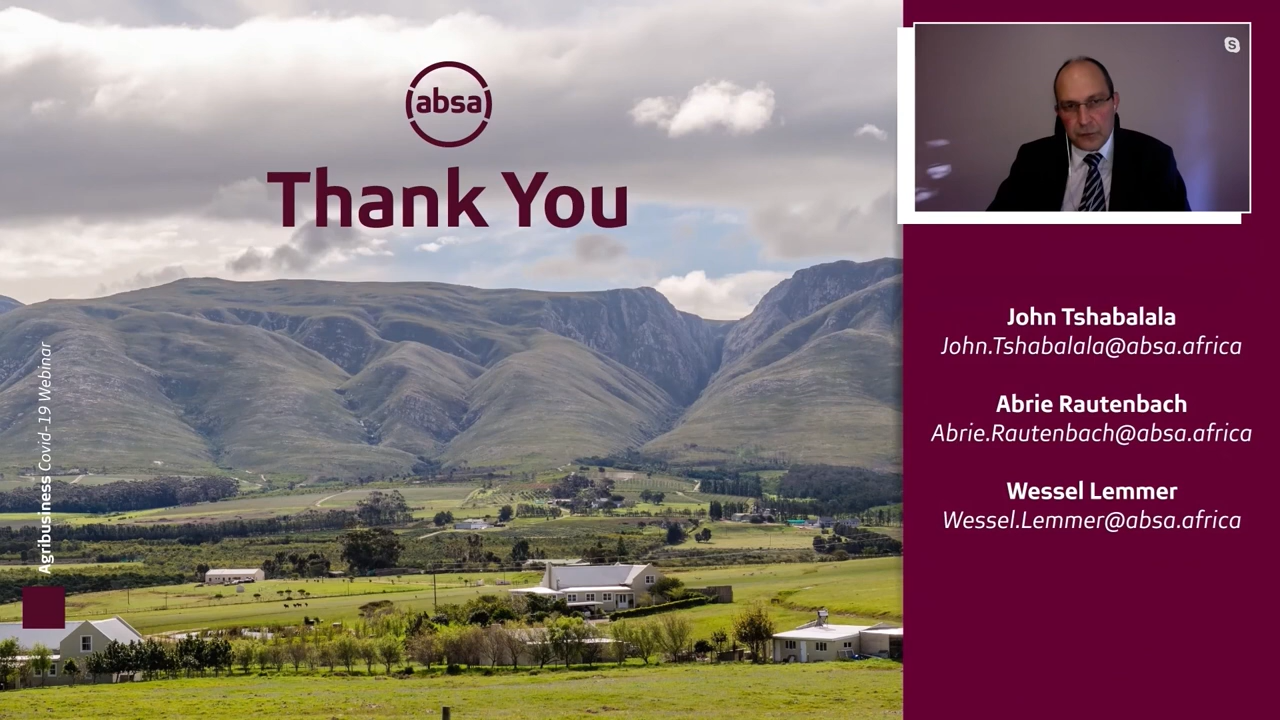 absa
Thank You
Agribusiness Covid-19 Webinar
John Tshabalala
John.Tshabalala@absa.africa
Abrie Rautenbach
Abrie.Rautenbach@absa.africa
Wessel Lemmer
Wessel.Lemmer@absa.africa